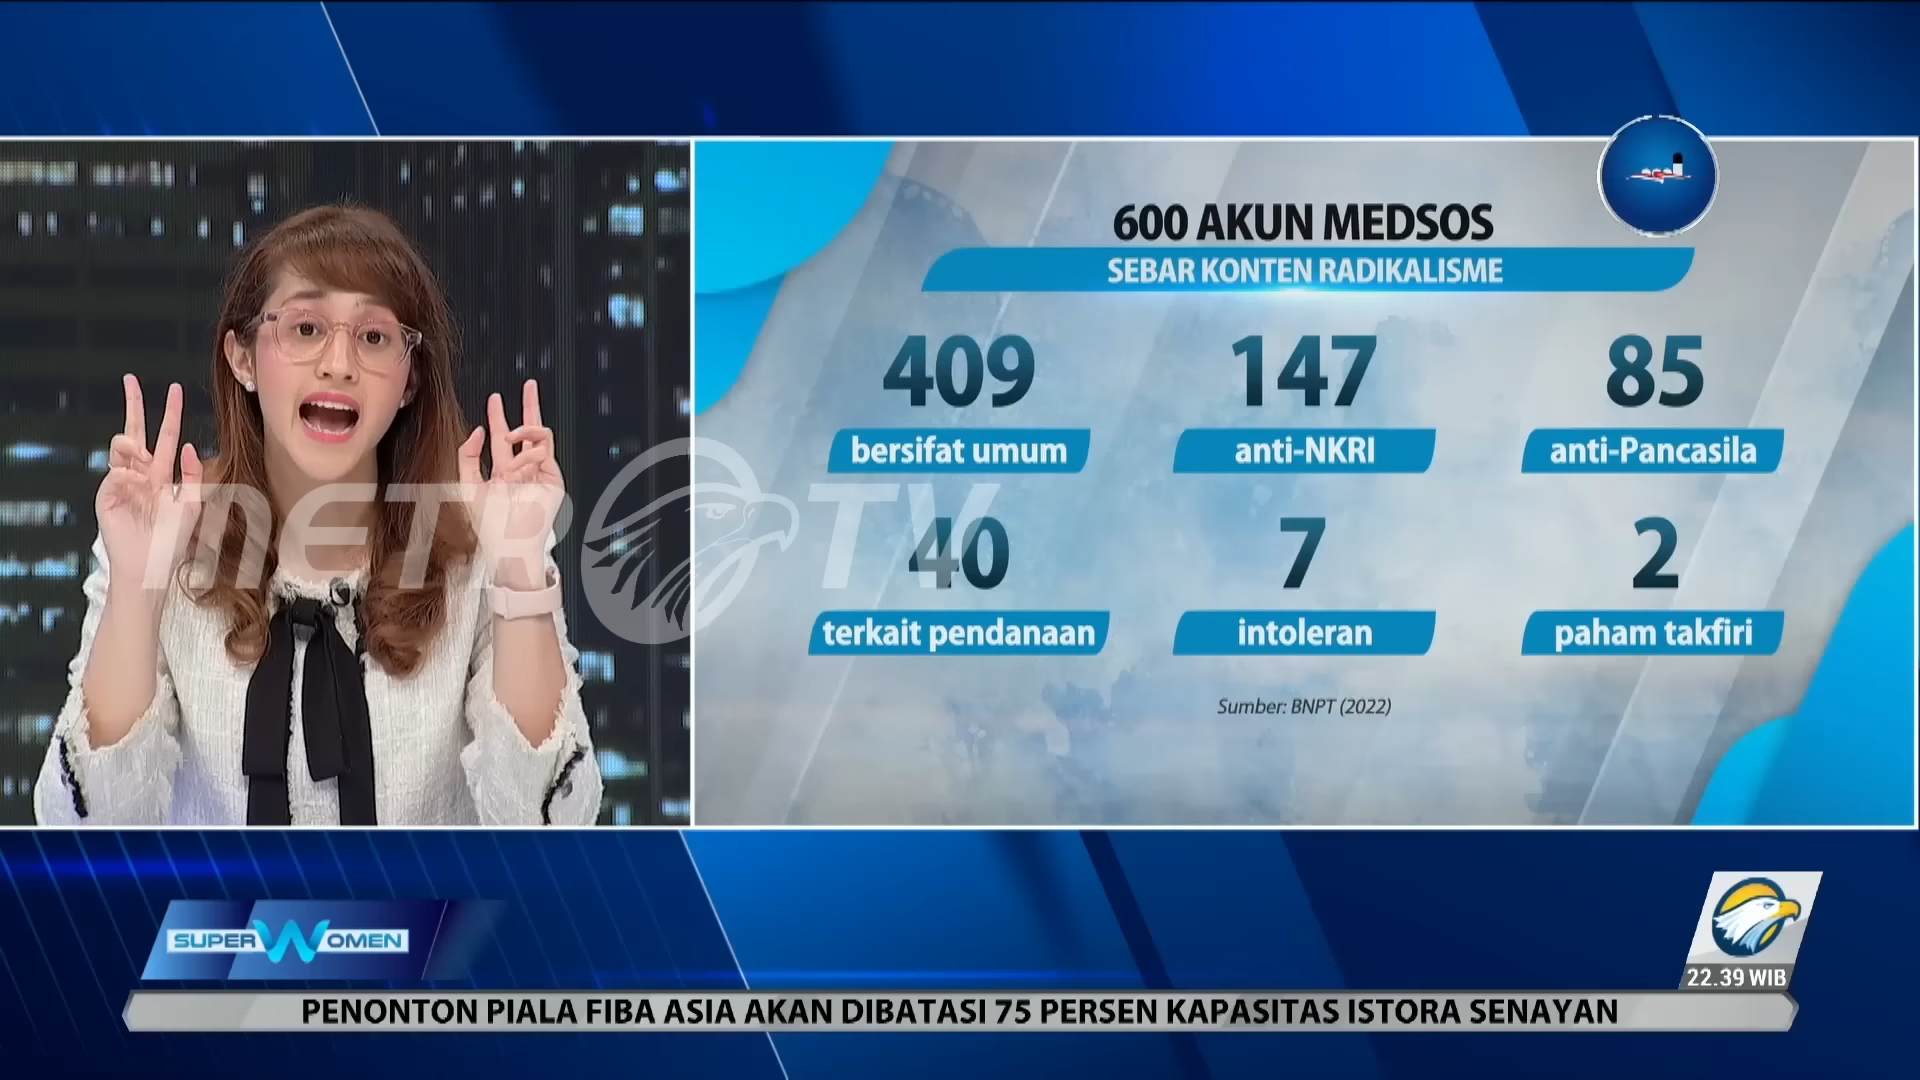 600 AKUN MEDSOS
SEBAR KONTEN RADIKALISME
409
bersifat umum
147
anti-NKRI
85
anti-Pancasila
40
terkait pendanaan
7
intoleran
2
paham takfiri
Sumber: BNPT (2022)
METRO TV
SUPER WOMEN
22.39 WIB
PENONTON PIALA FIBA ASIA AKAN DIBATASI 75 PERSEN KAPASITAS ISTORA SENAYAN